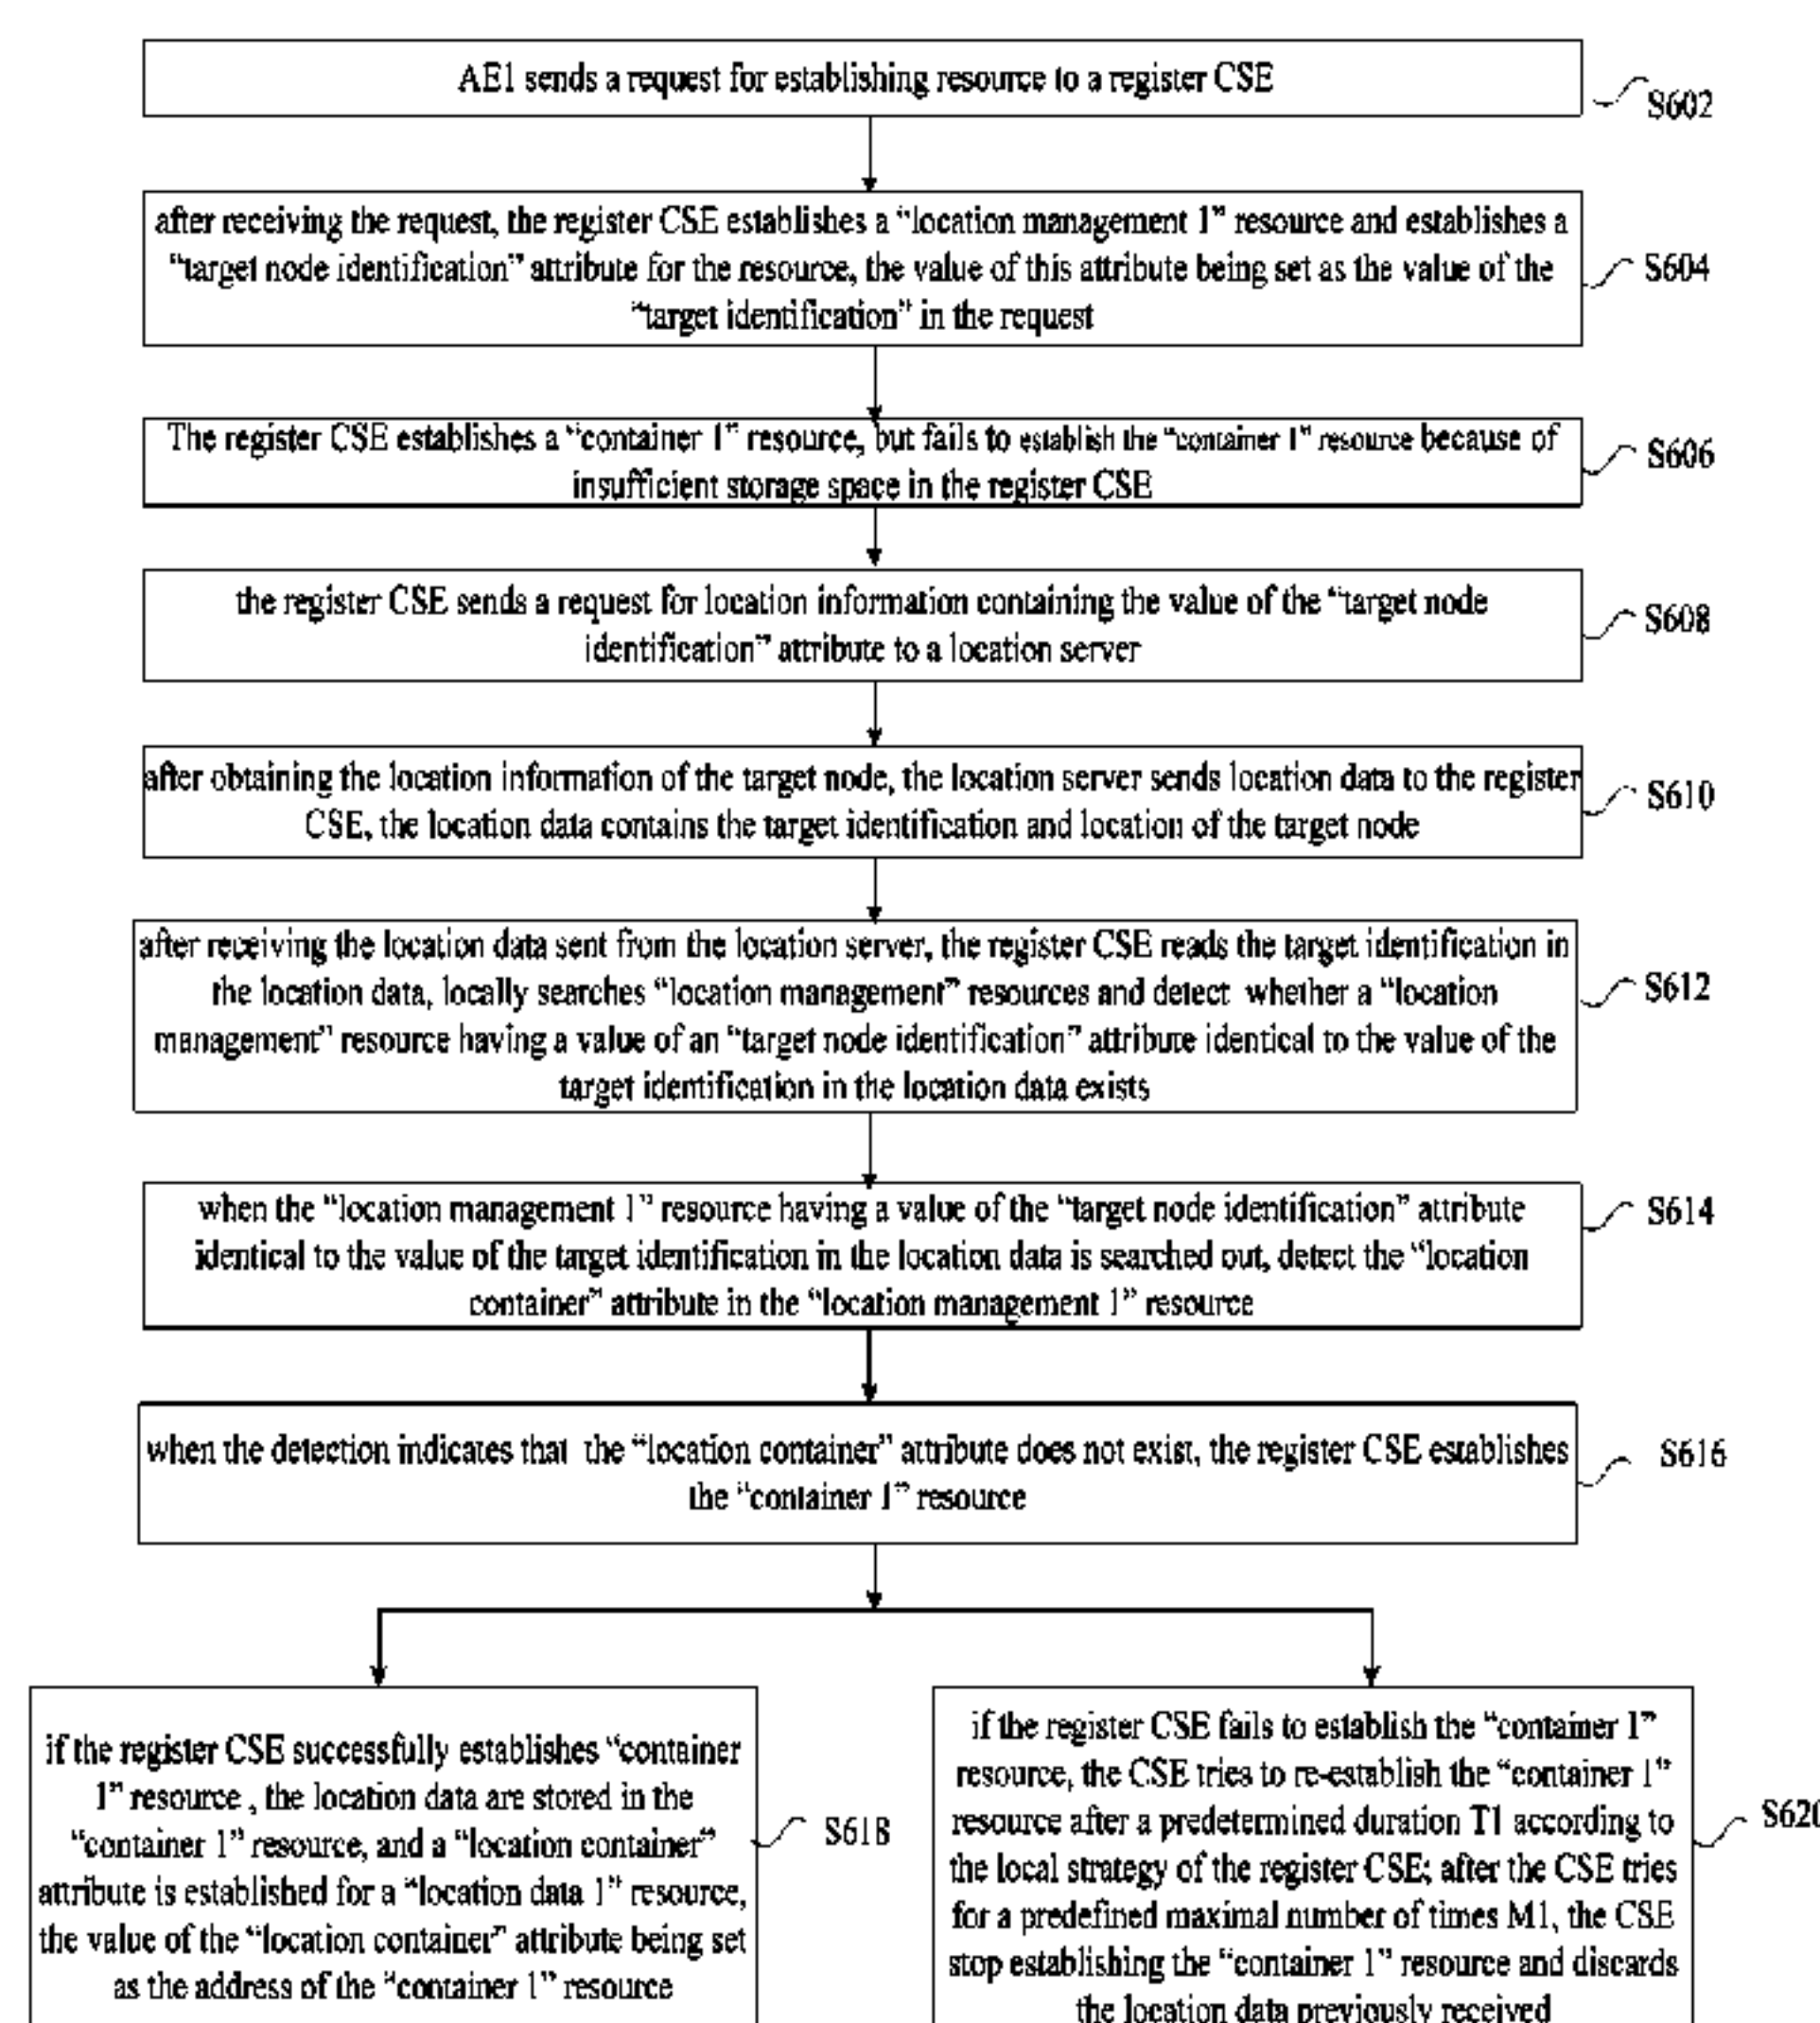 AE1 sends a request for establishing resource to a register CSE
S602
after receiving the request, the register CSE establishes a “location management 1” resource and establishes a
“target node identification” attribute for the resource, the value of this attribute being set as the value of the
“target identification” in the request
S604
The register CSE establishes a “container 1” resource, but fails to establish the “container 1” resource because of
insufficient storage space in the register CSE
S606
the register CSE sends a request for location information containing the value of the “target node
identification” attribute to a location server
S608
after obtaining the location information of the target node, the location server sends location data to the register
CSE, the location data contains the target identification and location of the target node
S610
after receiving the location data sent from the location server, the register CSE reads the target identification in
the location data, locally searches “location management” resources and detect whether a “location
management” resource having a value of an “target node identification” attribute identical to the value of the
target identification in the location data exists
S612
when the “location management 1” resource having a value of the “target node identification” attribute
identical to the value of the target identification in the location data is searched out, detect the “location
container” attribute in the “location management 1” resource
S614
when the detection indicates that the “location container” attribute does not exist, the register CSE establishes
the “container 1” resource
S616
if the register CSE successfully establishes “container
1” resource , the location data are stored in the
“container 1” resource, and a “location container”
attribute is established for a “location data 1” resource,
the value of the “location container” attribute being set
as the address of the “container 1” resource
S618
if the register CSE fails to establish the “container 1”
resource, the CSE tries to re-establish the “container 1”
resource after a predetermined duration T1 according to
the local strategy of the register CSE; after the CSE tries
for a predefined maximal number of times M1, the CSE
stop establishing the “container 1” resource and discards
the location data previously received
S620